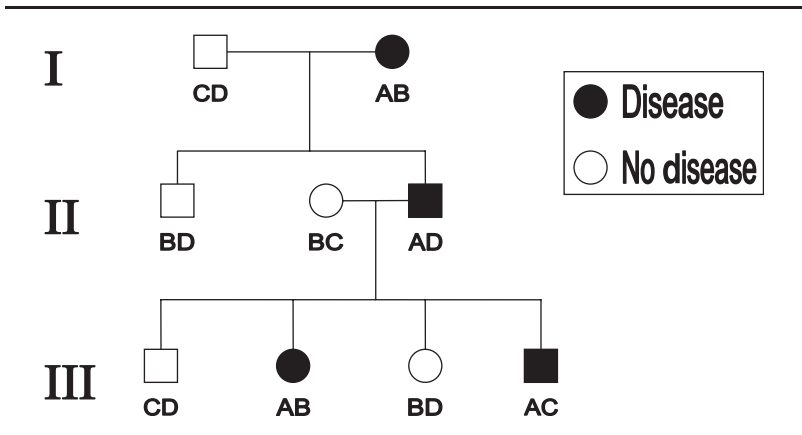 I
CD AB
Disease
No disease
II
BD BC AD
III
CD AB BD AC